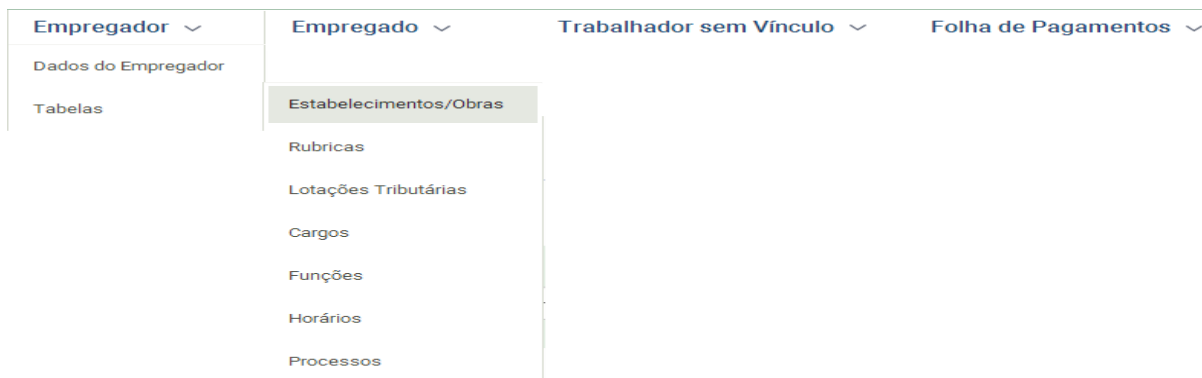 Empregador Empregado Trabalhador sem Vínculo Folha de Pagamentos
Dados do Empregador
Tabelas
Estabelecimentos/Obras
Rubricas
Lotações Tributárias
Cargos
Funções
Horários
Processos